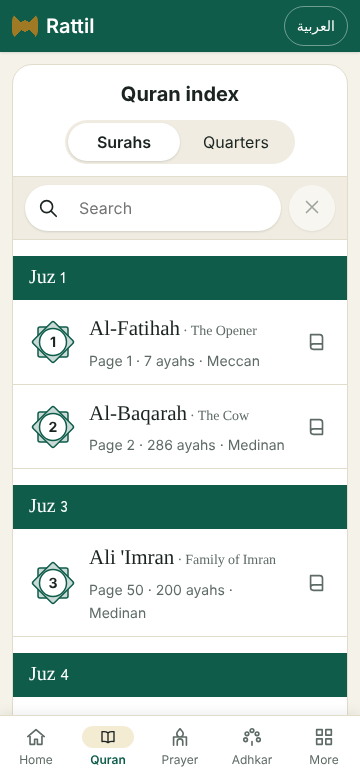 Rattil
العربية
Quran index
Surahs
Quarters
Search
Juz 1
1
Al-Fatihah · The Opener
Page 1 · 7 ayahs · Meccan
2
Al-Baqarah · The Cow
Page 2 · 286 ayahs · Medinan
Juz 3
3
Ali 'Imran · Family of Imran
Page 50 · 200 ayahs ·
Medinan
Juz 4
Home
Quran
Prayer
Adhkar
More